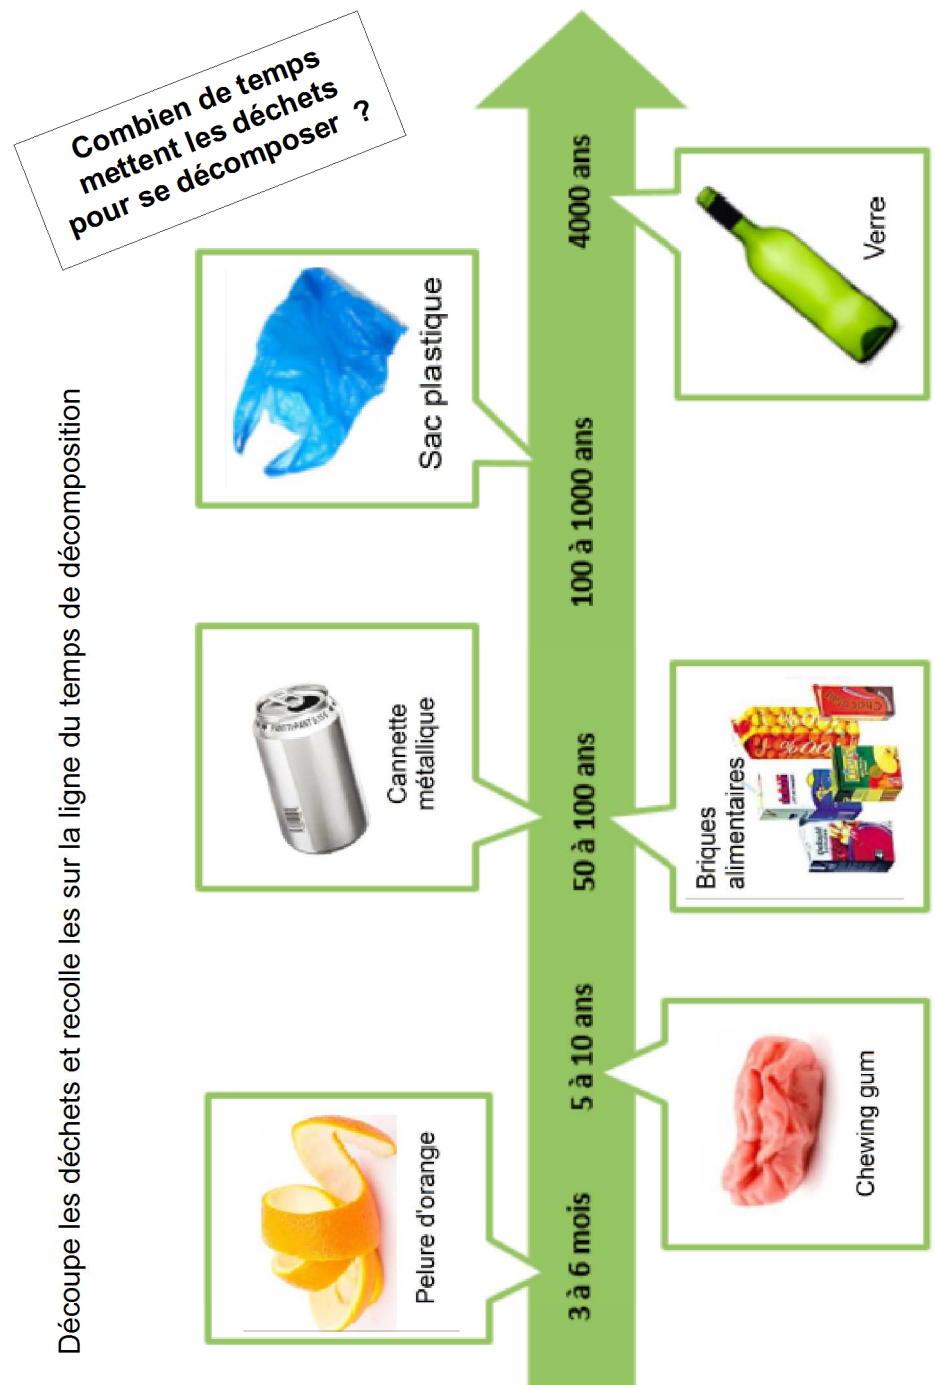 Combien de temps
mettent les déchets
pour se décomposer ?
Découpe les déchets et recolle les sur la ligne du temps de décomposition
Pelure d'orange
Cannette
métallique
Sac plastique
3 à 6 mois
5 à 10 ans
50 à 100 ans
100 à 1000 ans
4000 ans
Chewing gum
Briques
alimentaires
Verre